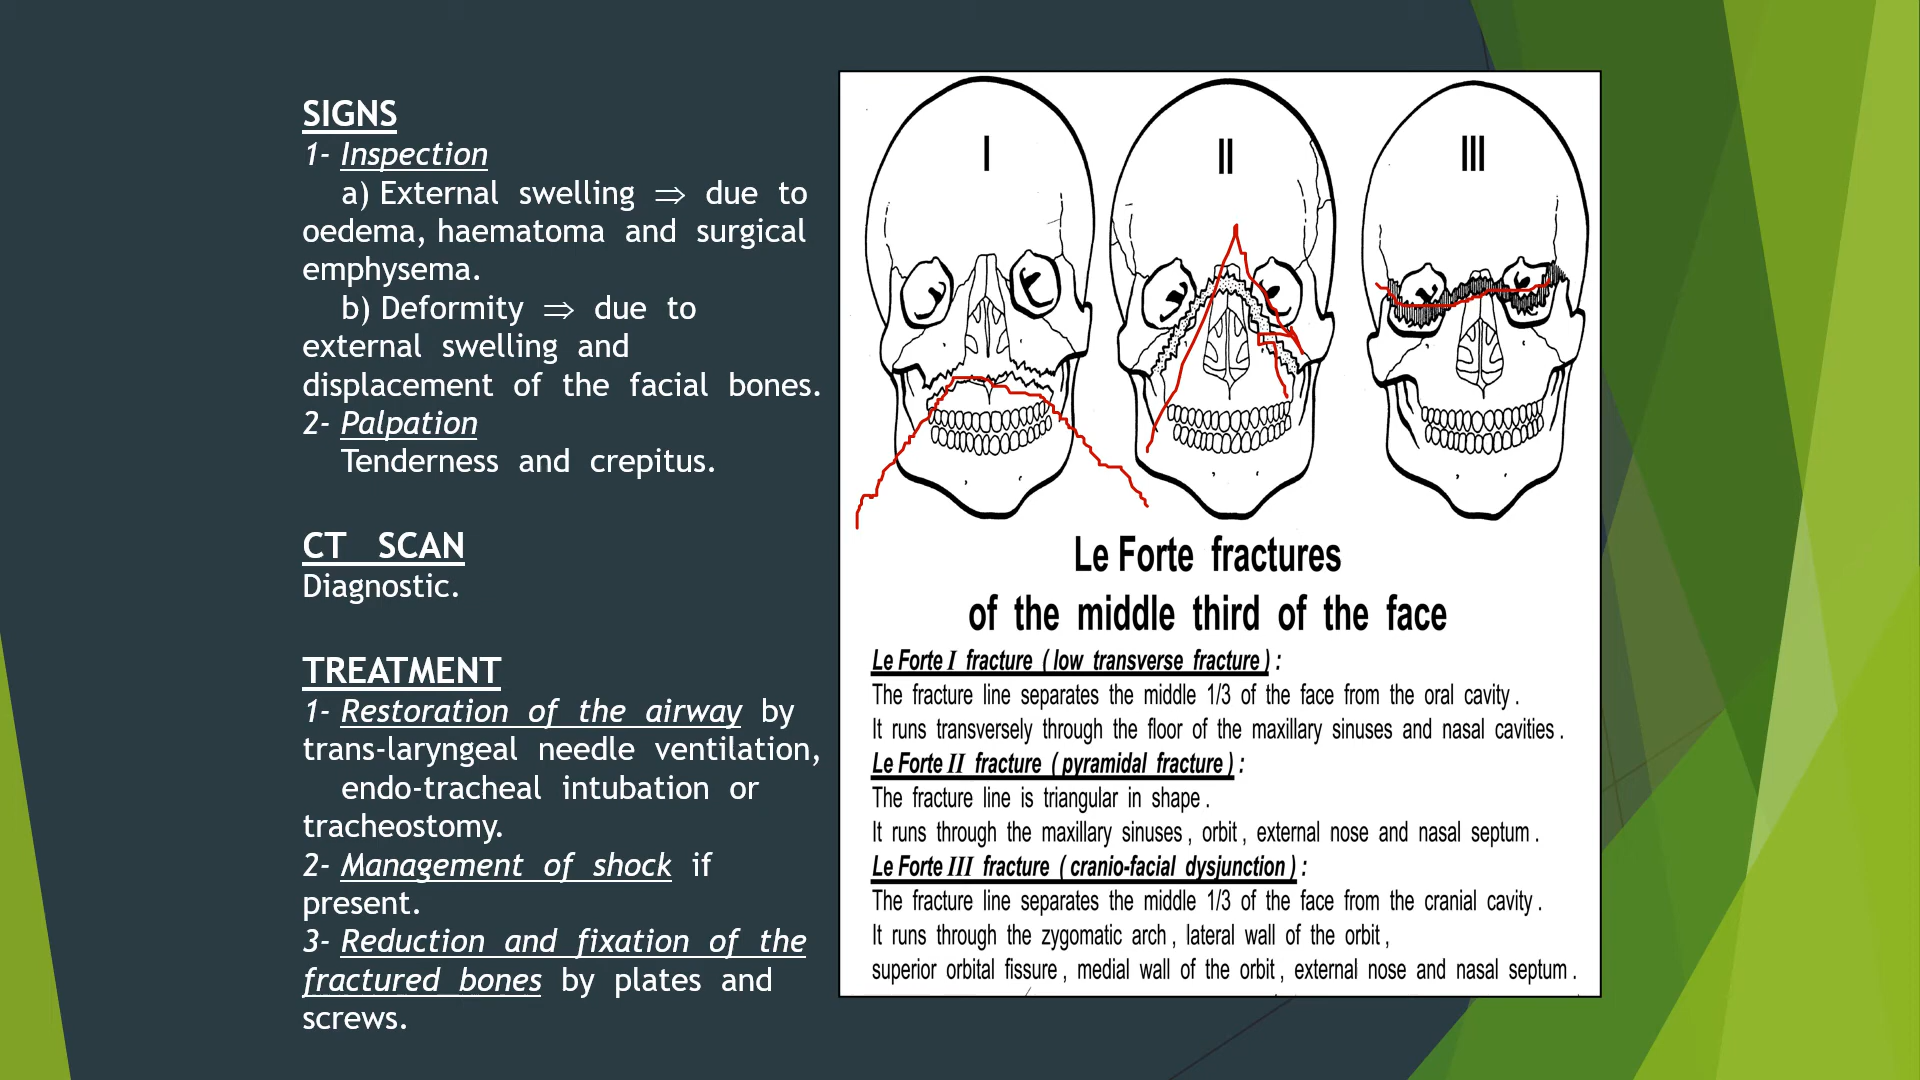 SIGNS
1- Inspection
a) External swelling ⇒ due to
oedema, haematoma and surgical
emphysema.
b) Deformity ⇒ due to
external swelling and
displacement of the facial bones.
2- Palpation
Tenderness and crepitus.
CT SCAN
Diagnostic.
TREATMENT
1- Restoration of the airway by
trans-laryngeal needle ventilation,
endo-tracheal intubation or
tracheostomy.
2- Management of shock if
present.
3- Reduction and fixation of the
fractured bones by plates and
screws.
I
II
III
Le Forte fractures
of the middle third of the face
Le Forte I fracture ( low transverse fracture ) :
The fracture line separates the middle 1/3 of the face from the oral cavity .
It runs transversely through the floor of the maxillary sinuses and nasal cavities .
Le Forte II fracture ( pyramidal fracture ) :
The fracture line is triangular in shape .
It runs through the maxillary sinuses , orbit , external nose and nasal septum .
Le Forte III fracture ( cranio-facial dysjunction ) :
The fracture line separates the middle 1/3 of the face from the cranial cavity .
It runs through the zygomatic arch , lateral wall of the orbit ,
superior orbital fissure , medial wall of the orbit , external nose and nasal septum .